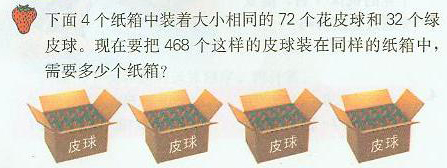 下面4个纸箱中装着大小相同的72个花皮球和32个绿
皮球。现在要把468个这样的皮球装在同样的纸箱中，
需要多少个纸箱？
皮球 皮球 皮球 皮球